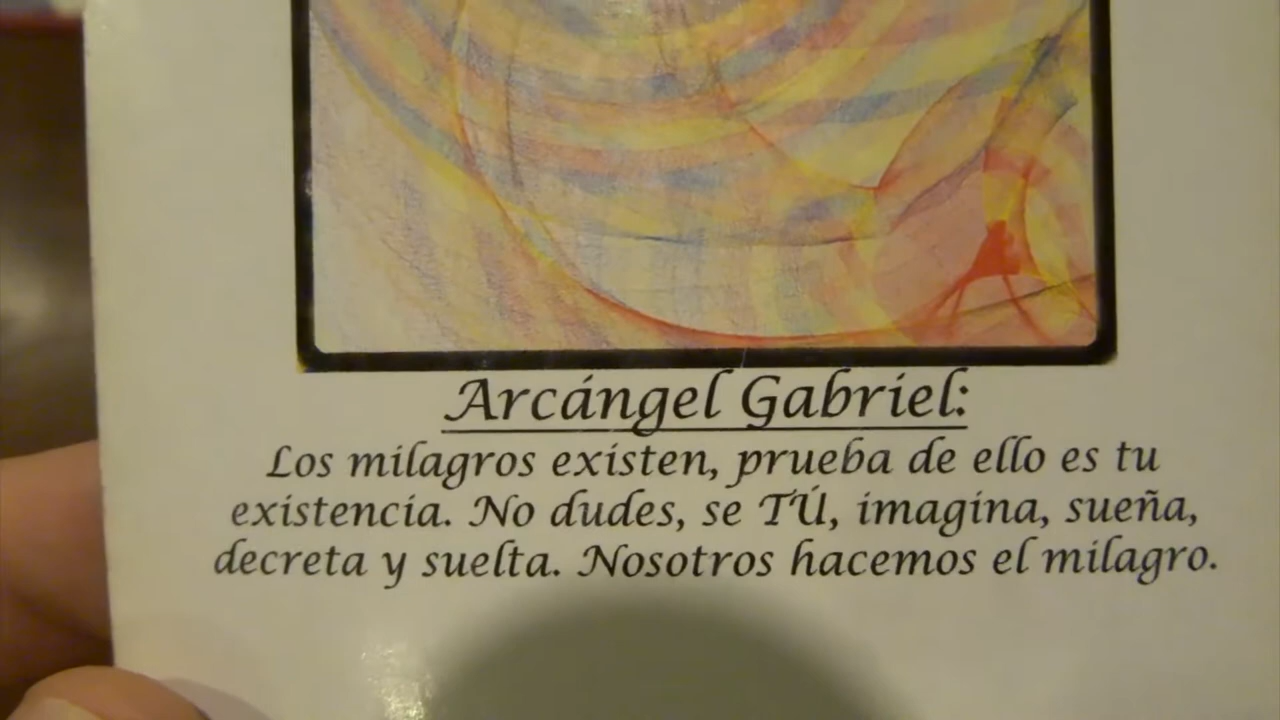 Arcángel Gabriel:
Los milagros existen, prueba de ello es tu
existencia. No dudes, se TÚ, imagina, sueña,
decreta y suelta. Nosotros hacemos el milagro.